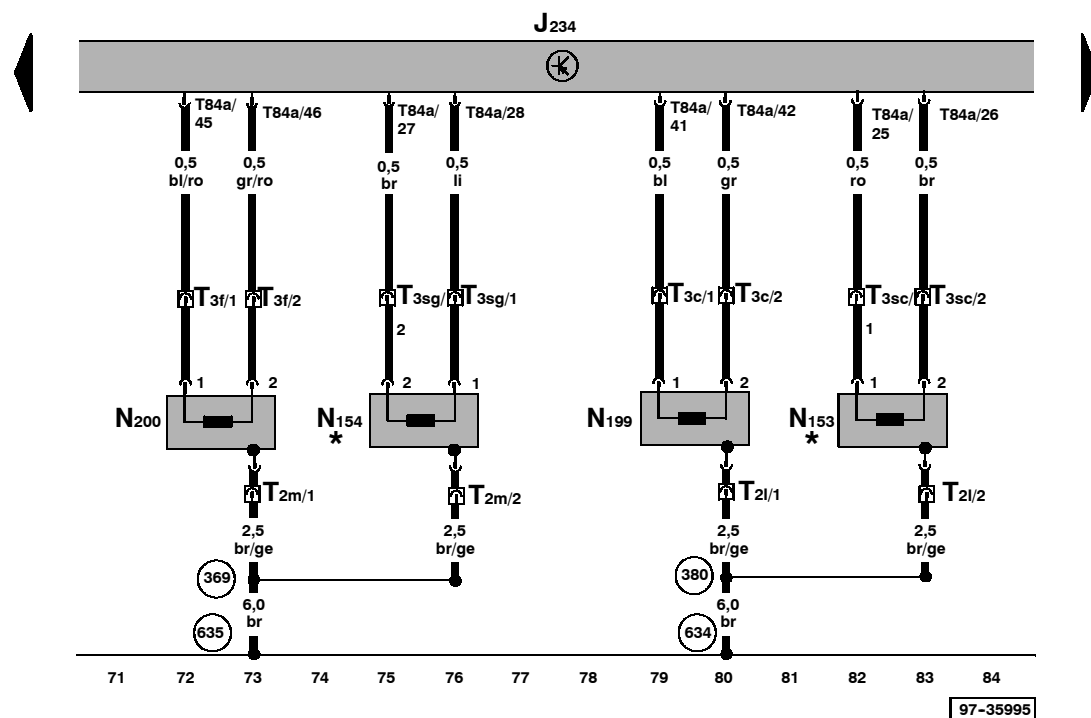 J234
T84a/
45
T84a/46
T84a/
27
T84a/28
T84a/
41
T84a/42
T84a/
25
T84a/26
0,5
bl/ro
0,5
gr/ro
0,5
br
0,5
li
0,5
bl
0,5
gr
0,5
ro
0,5
br
T3f/1
T3f/2
T3sg/
2
T3sg/1
T3c/1
T3c/2
T3sc/
1
T3sc/2
1
2
2
1
1
2
1
2
N200
N154
*
N199
N153
*
T2m/1
T2m/2
T2l/1
T2l/2
2,5
br/ge
2,5
br/ge
2,5
br/ge
2,5
br/ge
369
380
6,0
br
6,0
br
635
634
71 72 73 74 75 76 77 78 79 80 81 82 83 84
97-35995